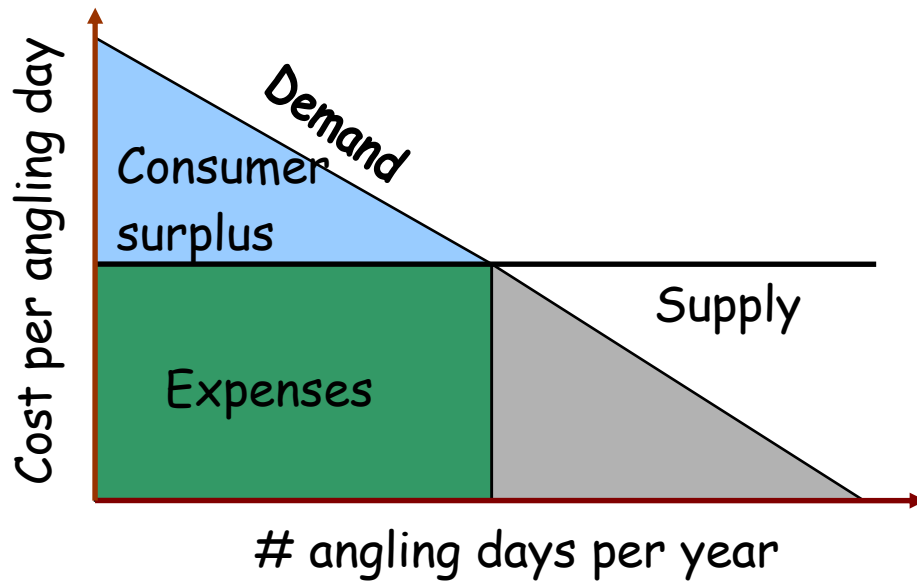 Cost per angling day
Demand
Consumer
surplus
Supply
Expenses
# angling days per year